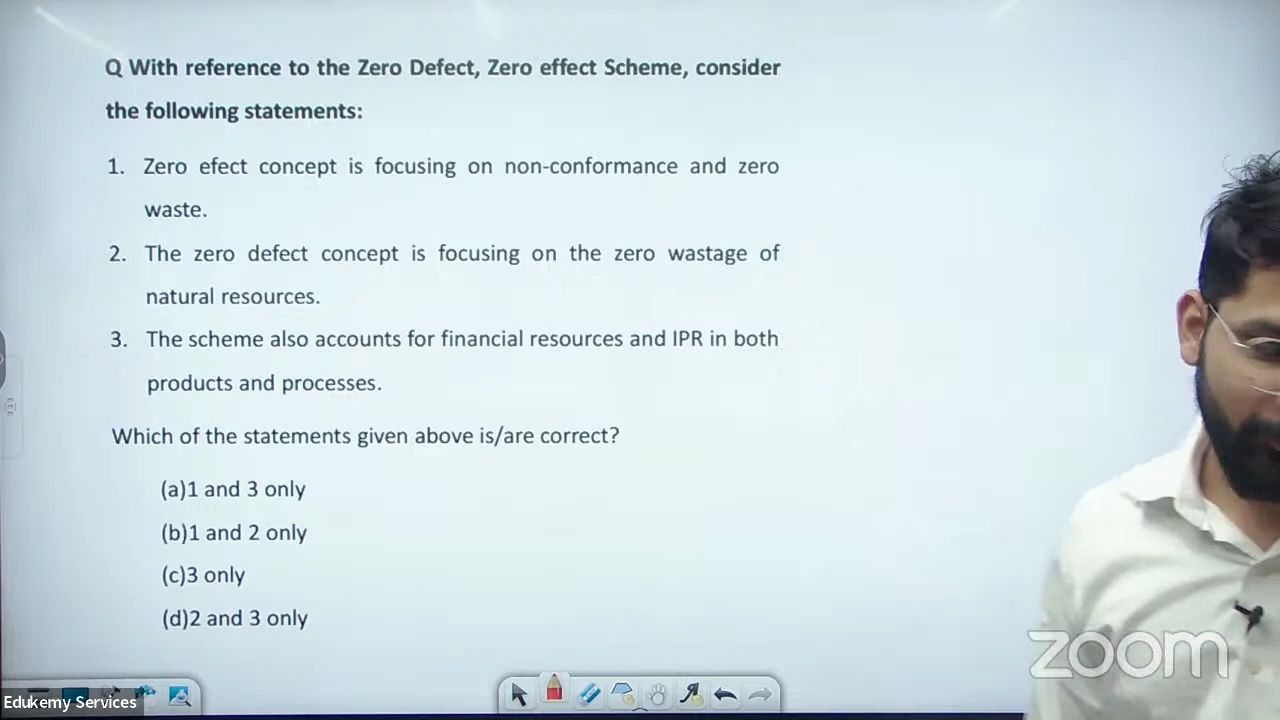 Q With reference to the Zero Defect, Zero effect Scheme, consider
the following statements:
1. Zero efect concept is focusing on non-conformance and zero
waste.
2. The zero defect concept is focusing on the zero wastage of
natural resources.
3. The scheme also accounts for financial resources and IPR in both
products and processes.
Which of the statements given above is/are correct?
(a)1 and 3 only
(b)1 and 2 only
(c)3 only
(d)2 and 3 only
zoom
Edukemy Services